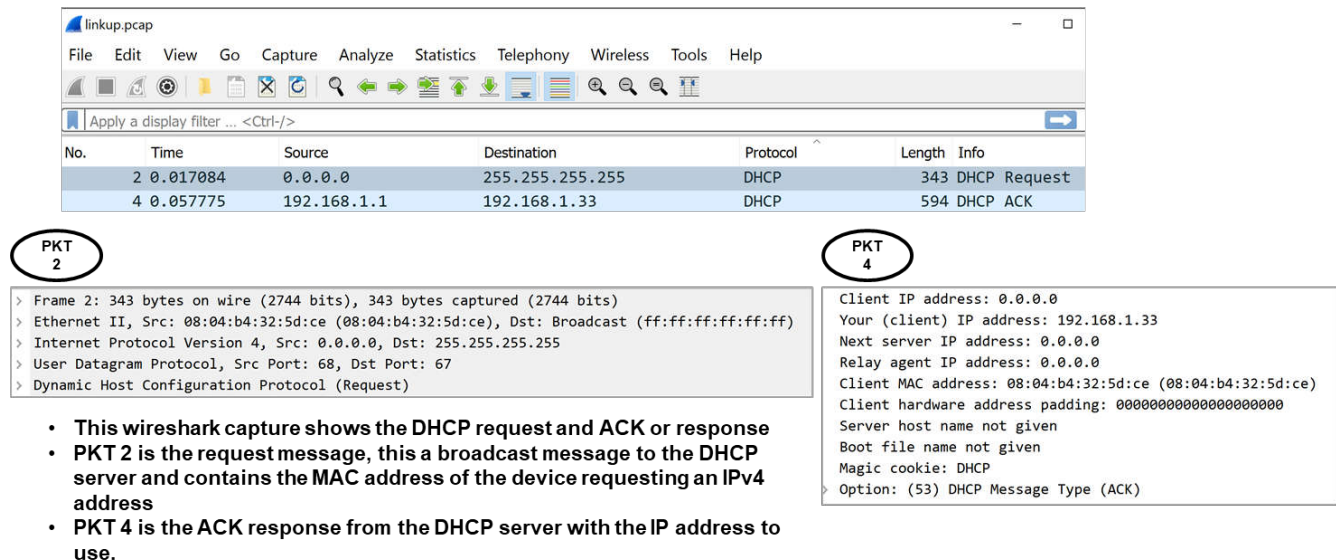 linkup.pcap
File Edit View Go Capture Analyze Statistics Telephony Wireless Tools Help
Apply a display filter ... <Ctrl-/>
No. Time Source Destination Protocol Length Info
2 0.017084 0.0.0.0 255.255.255.255 DHCP 343 DHCP Request
4 0.057775 192.168.1.1 192.168.1.33 DHCP 594 DHCP ACK
PKT
2
> Frame 2: 343 bytes on wire (2744 bits), 343 bytes captured (2744 bits)
> Ethernet II, Src: 08:04:b4:32:5d:ce (08:04:b4:32:5d:ce), Dst: Broadcast (ff:ff:ff:ff:ff:ff)
> Internet Protocol Version 4, Src: 0.0.0.0, Dst: 255.255.255.255
> User Datagram Protocol, Src Port: 68, Dst Port: 67
> Dynamic Host Configuration Protocol (Request)
• This wireshark capture shows the DHCP request and ACK or response
• PKT 2 is the request message, this a broadcast message to the DHCP
server and contains the MAC address of the device requesting an IPv4
address
• PKT 4 is the ACK response from the DHCP server with the IP address to
use.
PKT
4
Client IP address: 0.0.0.0
Your (client) IP address: 192.168.1.33
Next server IP address: 0.0.0.0
Relay agent IP address: 0.0.0.0
Client MAC address: 08:04:b4:32:5d:ce (08:04:b4:32:5d:ce)
Client hardware address padding: 00000000000000000000
Server host name not given
Boot file name not given
Magic cookie: DHCP
> Option: (53) DHCP Message Type (ACK)